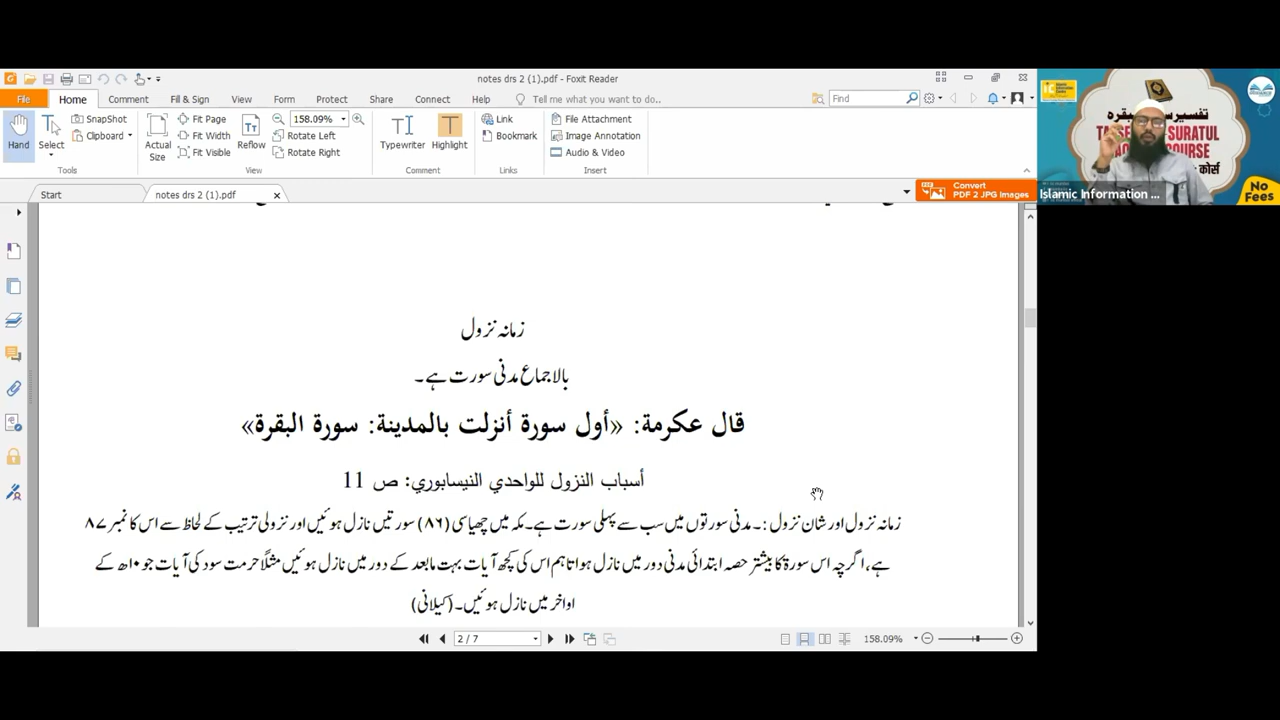 notes drs 2 (1).pdf - Foxit Reader
File Home Comment Fill & Sign View Form Protect Share Connect Help Tell me what you want to do.. Find
Hand
Select
SnapShot
Clipboard
Actual Size
Fit Page
Fit Width
Fit Visible
Reflow
158.09%
Rotate Left
Rotate Right
Typewriter
Highlight
Link
Bookmark
File Attachment
Image Annotation
Audio & Video
Tools View Comment Links Insert
Start notes drs 2 (1).pdf
Convert
PDF 2 JPG Images
زمانہ نزول
بالاجماع مدنی سورت ہے۔
قال عكرمة: «أول سورة أنزلت بالمدينة: سورة البقرة»
أسباب النزول للواحدي النيسابوري: ص 11
زمانہ نزول اور شان نزول :۔ مدنی سورتوں میں سب سے پہلی سورت ہے۔ مکہ میں چھیاسی (۸۶) سورتیں نازل ہوئیں اور نزولی ترتیب کے لحاظ سے اس کا نمبر ۸۷
ہے، اگرچہ اس سورۃ کا بیشتر حصہ ابتدائی مدنی دور میں نازل ہوا تاہم اس کی کچھ آیات بہت مابعد کے دور میں نازل ہوئیں مثلاً حرمت سود کی آیات جو ۱۰ھ کے
اواخر میں نازل ہوئیں۔ (کیلانی)
2 / 7
158.09%
SURATUL
No
Fees
Islamic Information ...